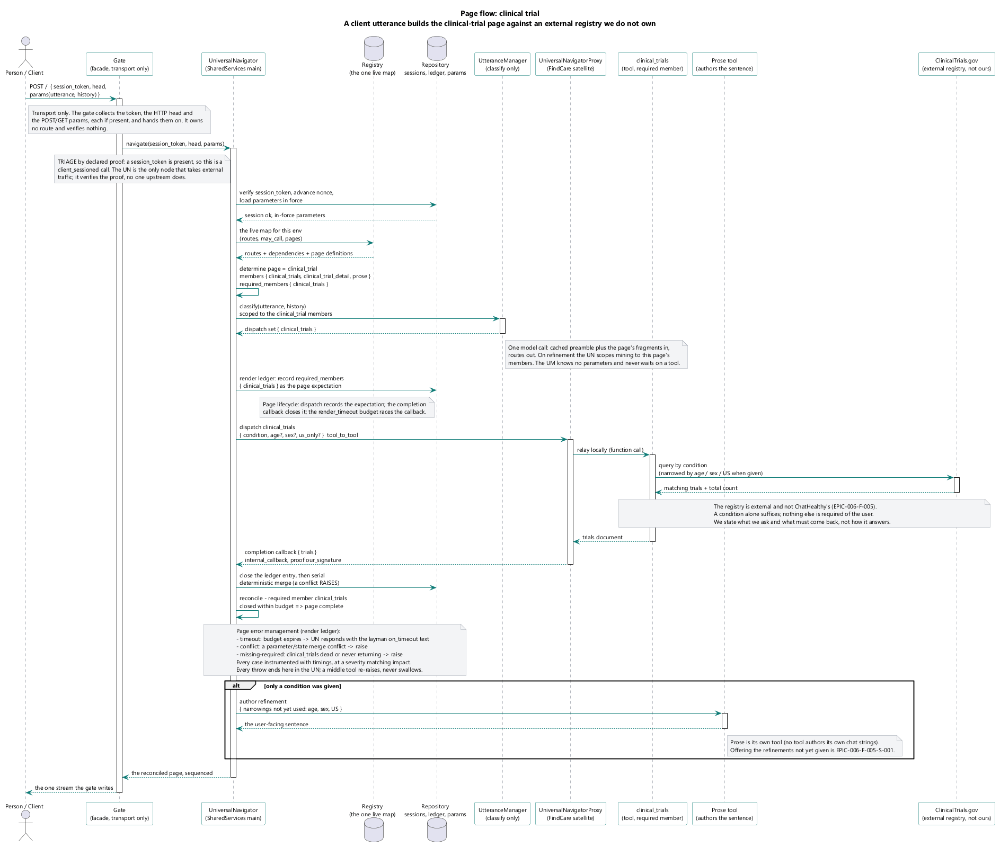 Page flow: clinical trial
A client utterance builds the clinical-trial page against an external registry we do not own
Person / Client
Gate
(facade, transport only)
UniversalNavigator
(SharedServices main)
Registry
(the one live map)
Repository
sessions, ledger, params
UtteranceManager
(classify only)
UniversalNavigatorProxy
(FindCare satellite)
clinical_trials
(tool, required member)
Prose tool
(authors the sentence)
ClinicalTrials.gov
(external registry, not ours)
POST /  { session_token, head,
params(utterance, history) }
Transport only. The gate collects the token, the HTTP head and
the POST/GET params, each if present, and hands them on. It owns
no route and verifies nothing.
navigate(session_token, head, params)
TRIAGE by declared proof: a session_token is present, so this is a
client_sessioned call. The UN is the only node that takes external
traffic; it verifies the proof, no one upstream does.
verify session_token, advance nonce,
load parameters in force
session ok, in-force parameters
the live map for this env
(routes, may_call, pages)
routes + dependencies + page definitions
determine page = clinical_trial
members { clinical_trials, clinical_trial_detail, prose }
required_members { clinical_trials }
classify(utterance, history)
scoped to the clinical_trial members
dispatch set { clinical_trials }
One model call: cached preamble plus the page's fragments in,
routes out. On refinement the UN scopes mining to this page's
members. The UM knows no parameters and never waits on a tool.
render ledger: record required_members
{ clinical_trials } as the page expectation
Page lifecycle: dispatch records the expectation; the completion
callback closes it; the render_timeout budget races the callback.
dispatch clinical_trials
{ condition, age?, sex?, us_only? }  tool_to_tool
relay locally (function call)
query by condition
(narrowed by age / sex / US when given)
matching trials + total count
The registry is external and not ChatHealthy's (EPIC-006-F-005).
A condition alone suffices; nothing else is required of the user.
We state what we ask and what must come back, not how it answers.
trials document
completion callback { trials }
internal_callback, proof our_signature
close the ledger entry, then serial
deterministic merge (a conflict RAISES)
reconcile - required member clinical_trials
closed within budget => page complete
Page error management (render ledger):
- timeout: budget expires -> UN responds with the layman on_timeout text
- conflict: a parameter/state merge conflict -> raise
- missing-required: clinical_trials dead or never returning -> raise
Every case instrumented with timings, at a severity matching impact.
Every throw ends here in the UN; a middle tool re-raises, never swallows.
alt
[only a condition was given]
author refinement
{ narrowings not yet used: age, sex, US }
the user-facing sentence
Prose is its own tool (no tool authors its own chat strings).
Offering the refinements not yet given is EPIC-006-F-005-S-001.
the reconciled page, sequenced
the one stream the gate writes
Person / Client
Gate
(facade, transport only)
UniversalNavigator
(SharedServices main)
Registry
(the one live map)
Repository
sessions, ledger, params
UtteranceManager
(classify only)
UniversalNavigatorProxy
(FindCare satellite)
clinical_trials
(tool, required member)
Prose tool
(authors the sentence)
ClinicalTrials.gov
(external registry, not ours)